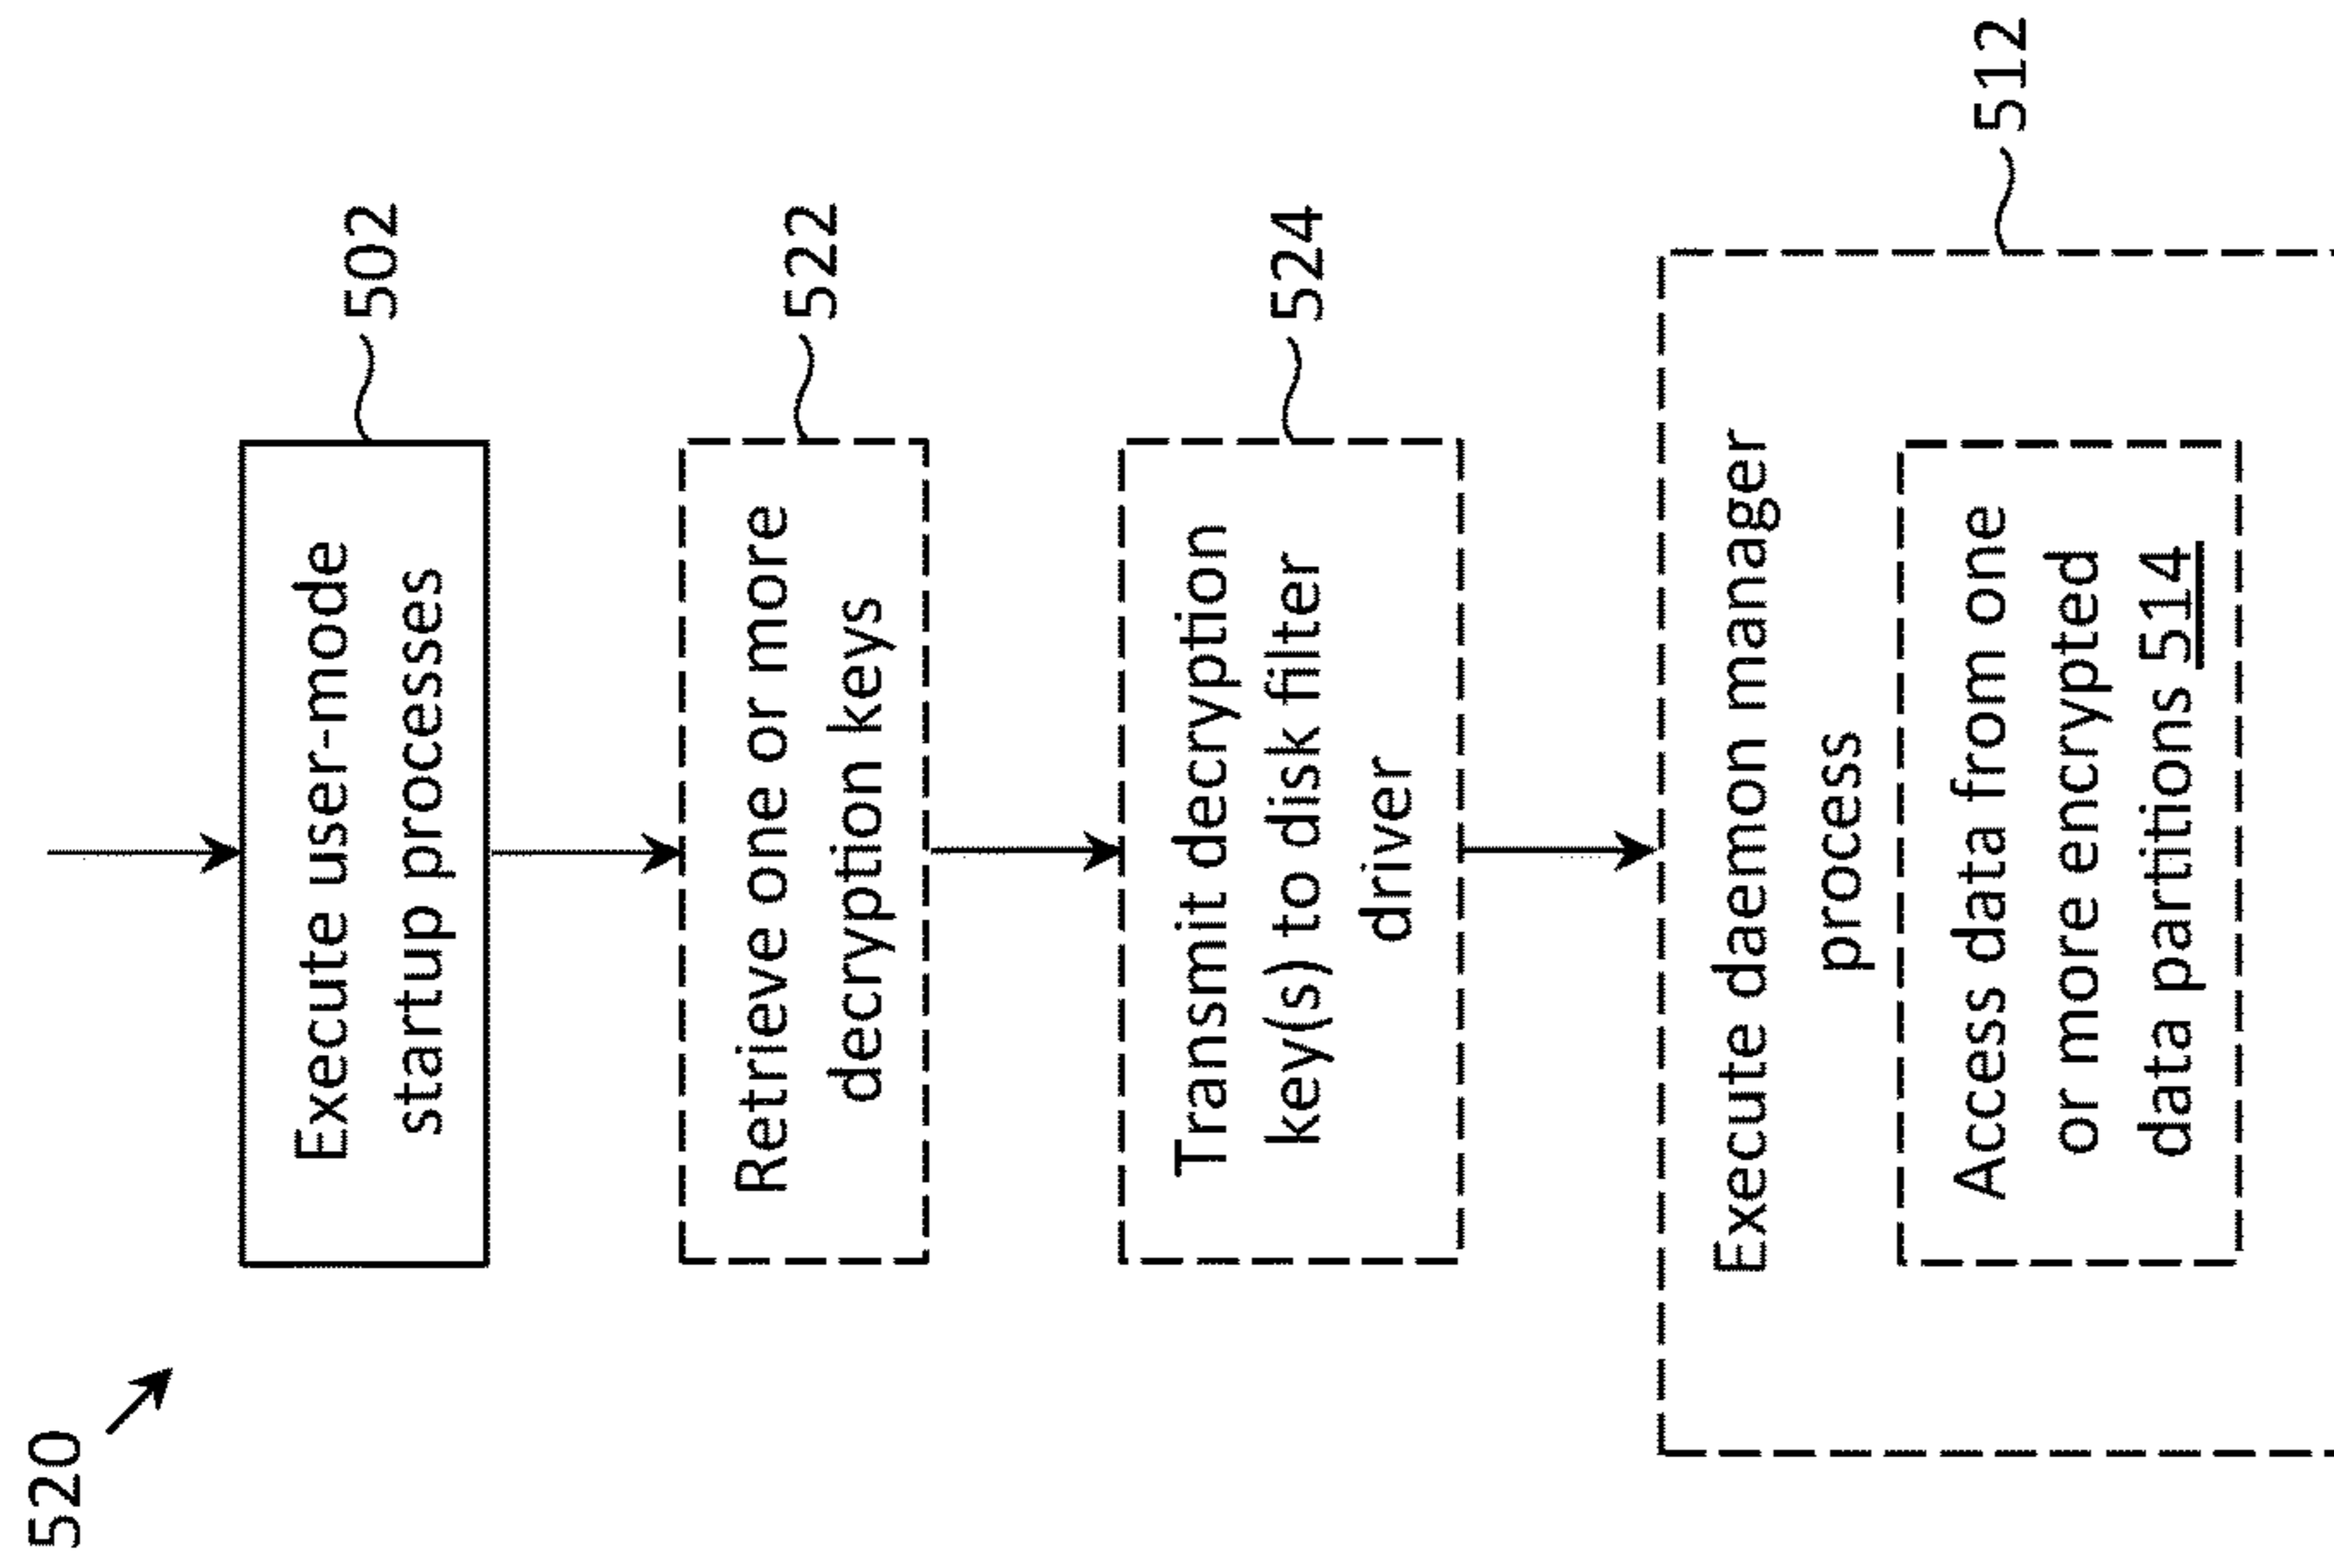 520
Execute user-mode
startup processes
502
Retrieve one or more
decryption keys
522
Transmit decryption
key(s) to disk filter
driver
524
Execute daemon manager
process
512
Access data from one
or more encrypted
data partitions 514